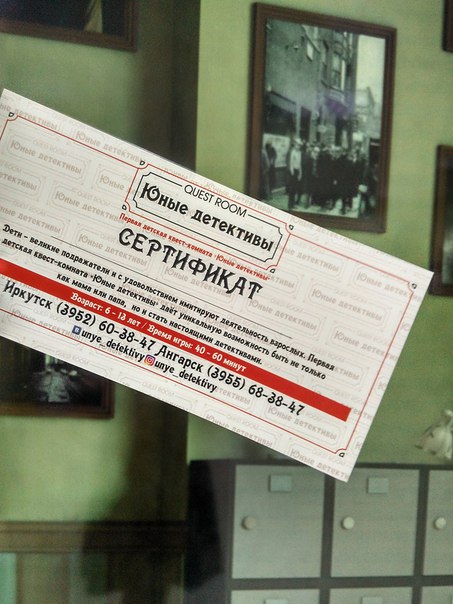 QUEST ROOM
Юные детективы
Первая детская квест-комната "Юные детективы"
СЕРТИФИКАТ
Дети - великие подражатели и с удовольствием имитируют деятельность взрослых. Первая
детская квест-комната "Юные детективы" даёт уникальную возможность быть не только
как мама или папа, но и стать настоящими детективами.
Возраст: 6 - 13 лет / Время игры: 40 - 60 минут
Иркутск (3952) 60-38-47 Ангарск (3955) 68-38-47
unye_detektivy unye_detektivy